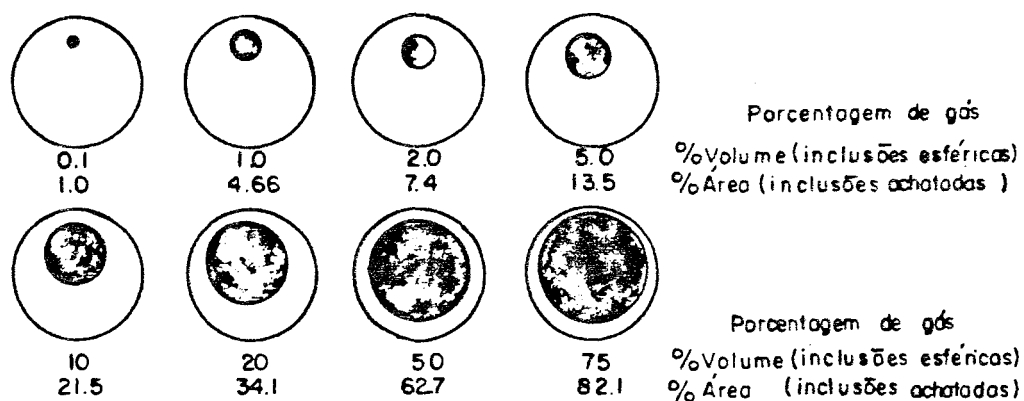 Porcentagem de gás
0.1 1.0 2.0 5.0 %Volume (inclusões esféricas)
1.0 4.66 7.4 13.5 %Área (inclusões achatadas )
Porcentagem de gás
10 20 50 75 %Volume (inclusões esféricas)
21.5 34.1 62.7 82.1 %Área (inclusões achatadas)